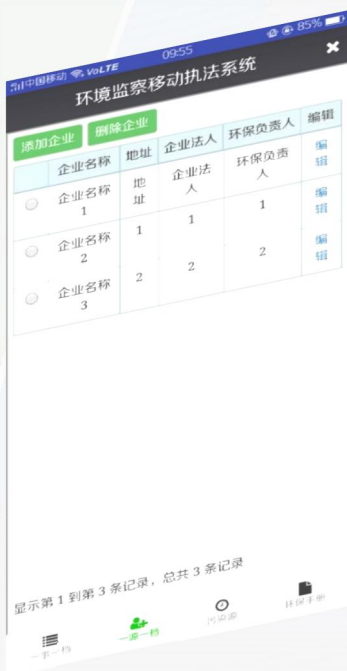 中国移动 VoLTE 09:55 85%
环境监察移动执法系统 ×
添加企业 删除企业
企业名称 地址 企业法人 环保负责人 编辑
企业名称1 地址 企业法人 环保负责人 编辑
企业名称2 1 1 1 编辑
企业名称3 2 2 2 编辑
显示第 1 到第 3 条记录，总共 3 条记录
一事一档 一源一档 污染源 环保手册